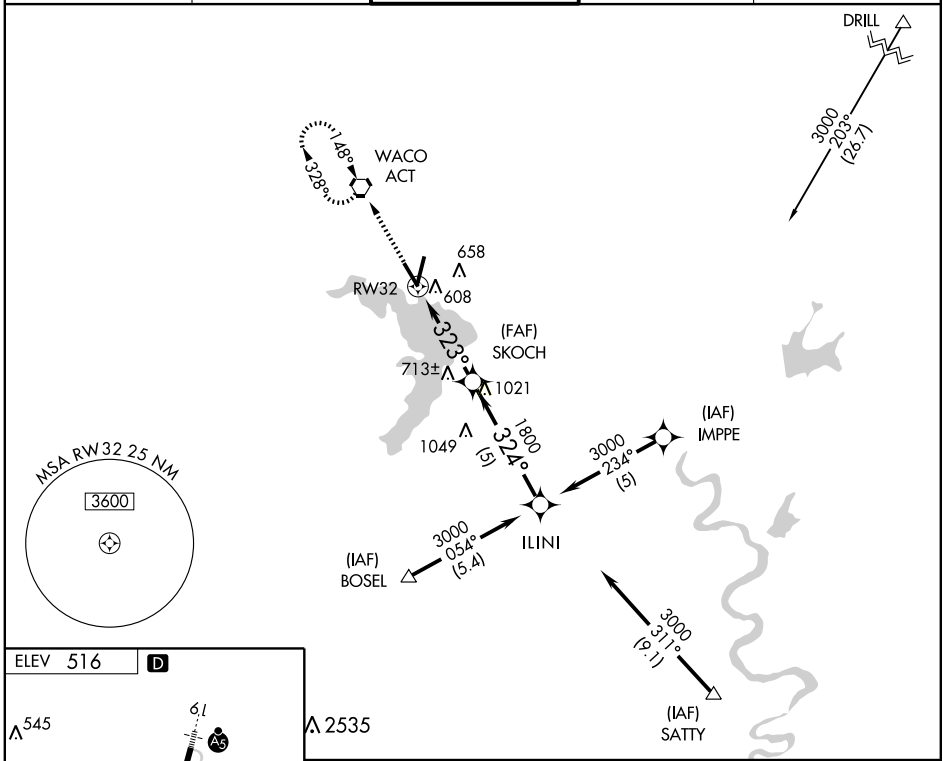 DRILL
3000
203°
(26.7)
148°
328°
WACO
ACT
658
RW32
608
323°
(FAF)
SKOCH
713±
1021
1049
1800
324°
(5)
(IAF)
IMPPE
3000
234°
(5)
MSA RW32 25 NM
3600
ILINI
3000
054°
(5.4)
(IAF)
BOSEL
3000
311°
(9.1)
(IAF)
SATTY
ELEV 516
D
545
19
A5
2535